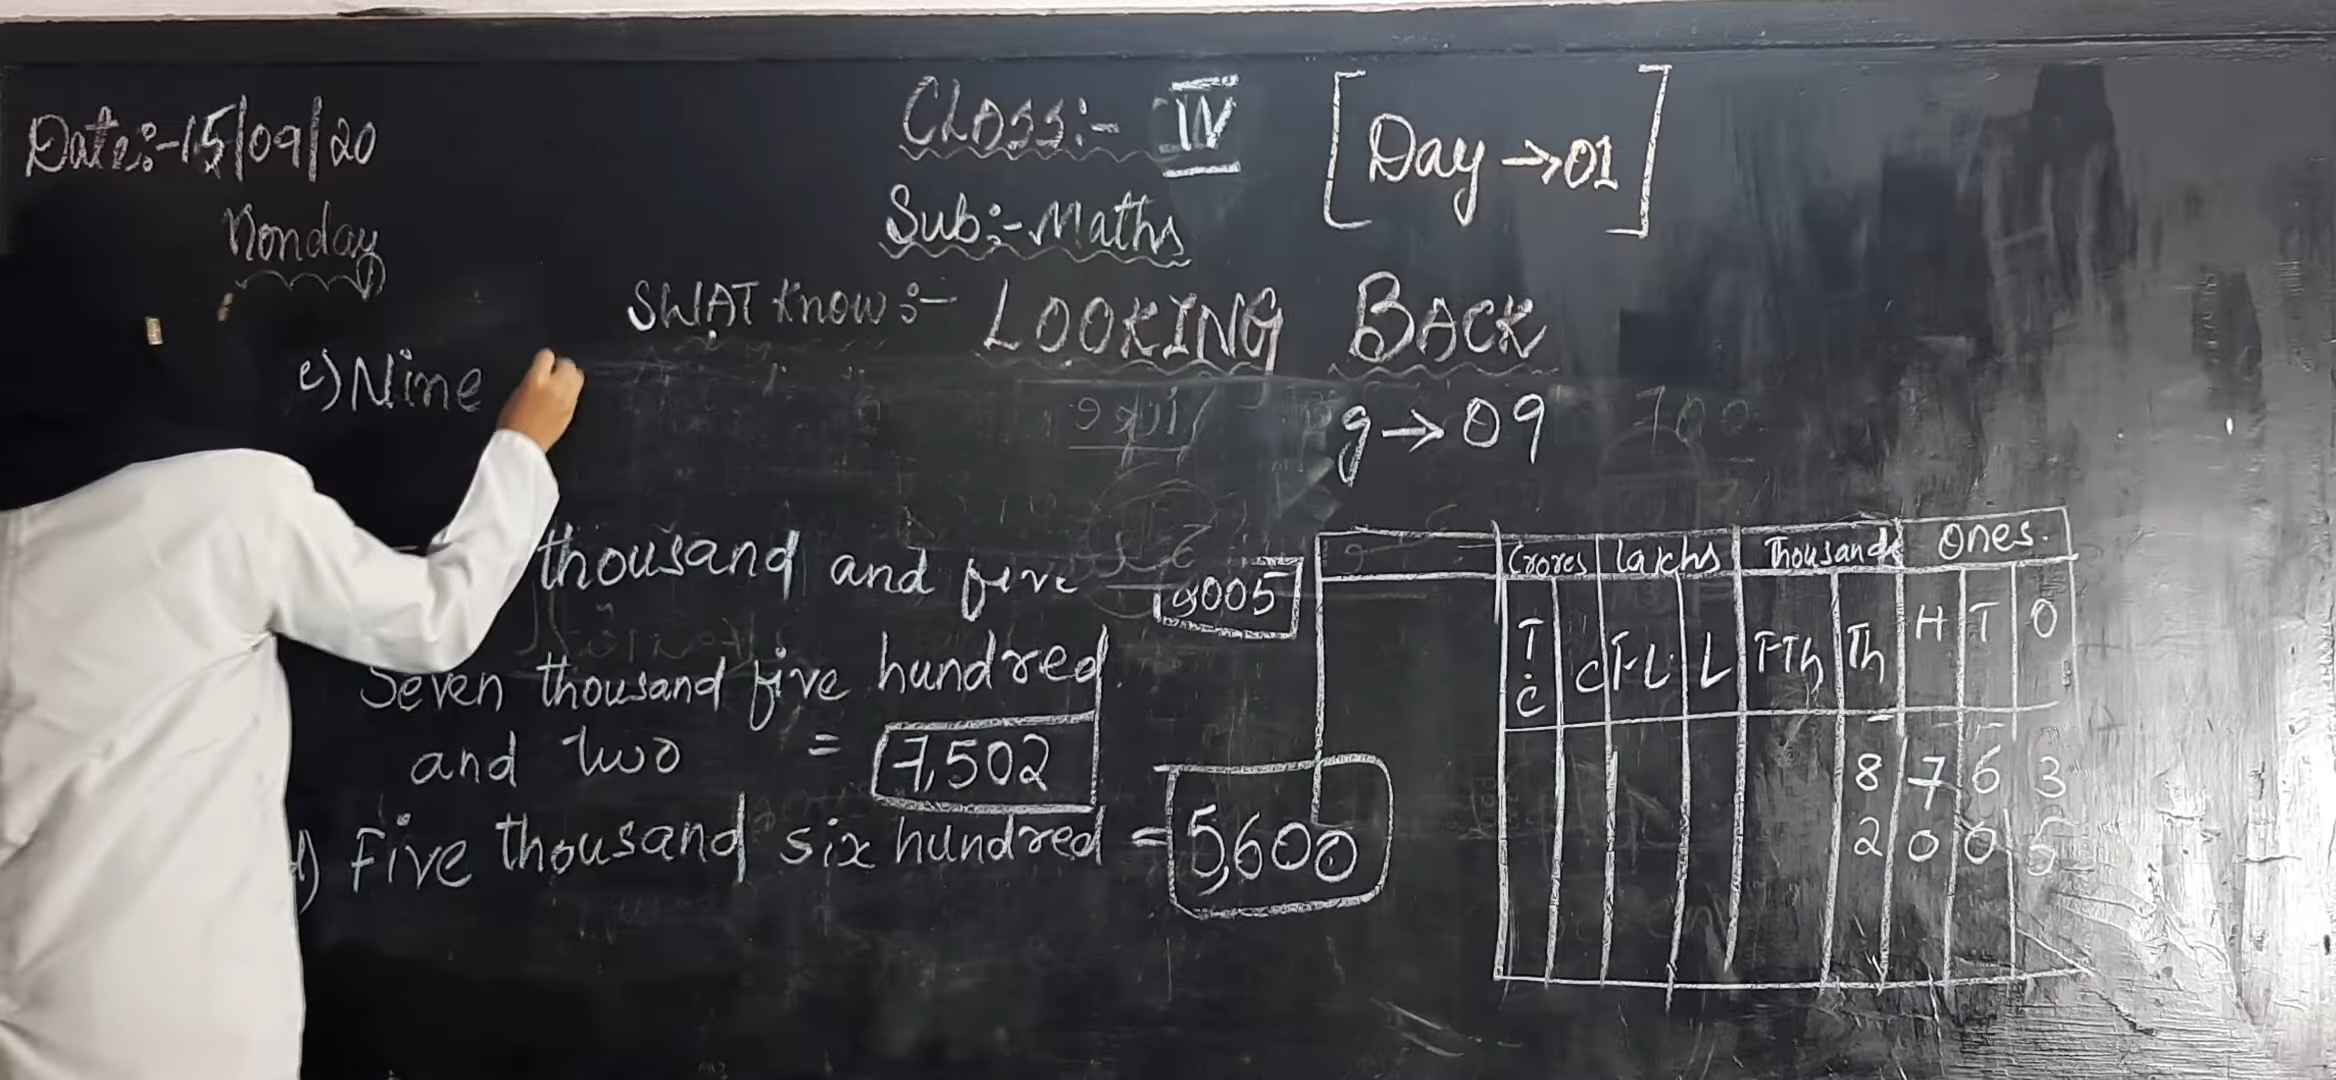 Date:-15/09/20
Monday
Class:- IV
[Day →01]
Sub:-Maths
SWAT Know :- LOOKING BACK
e) Nine
9→09
thousand and five
Seven thousand five hundred
and two = 7,502
d) Five thousand six hundred = 5,600
Crores Lakhs Thousands Ones.
T.C C T-L L T-Th Th H T O
8 7 6 3
2 0 0 5